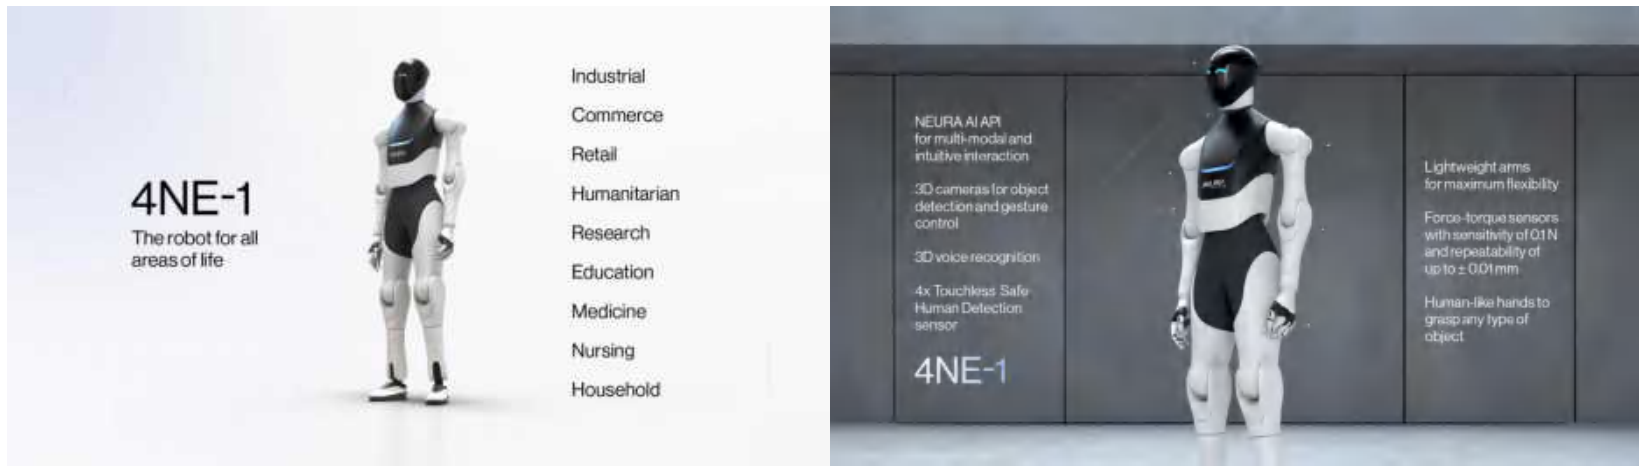 4NE-1
The robot for all
areas of life
Industrial
Commerce
Retail
Humanitarian
Research
Education
Medicine
Nursing
Household
NEURA AI API
for multi-modal and
intuitive interaction
3D cameras for object
detection and gesture
control
3D voice recognition
4x Touchless Safe
Human Detection
sensor
4NE-1
Lightweight arms
for maximum flexibility
Force-torque sensors
with sensitivity of 0.1 N
and repeatability of
up to ± 0.01 mm
Human-like hands to
grasp any type of
object